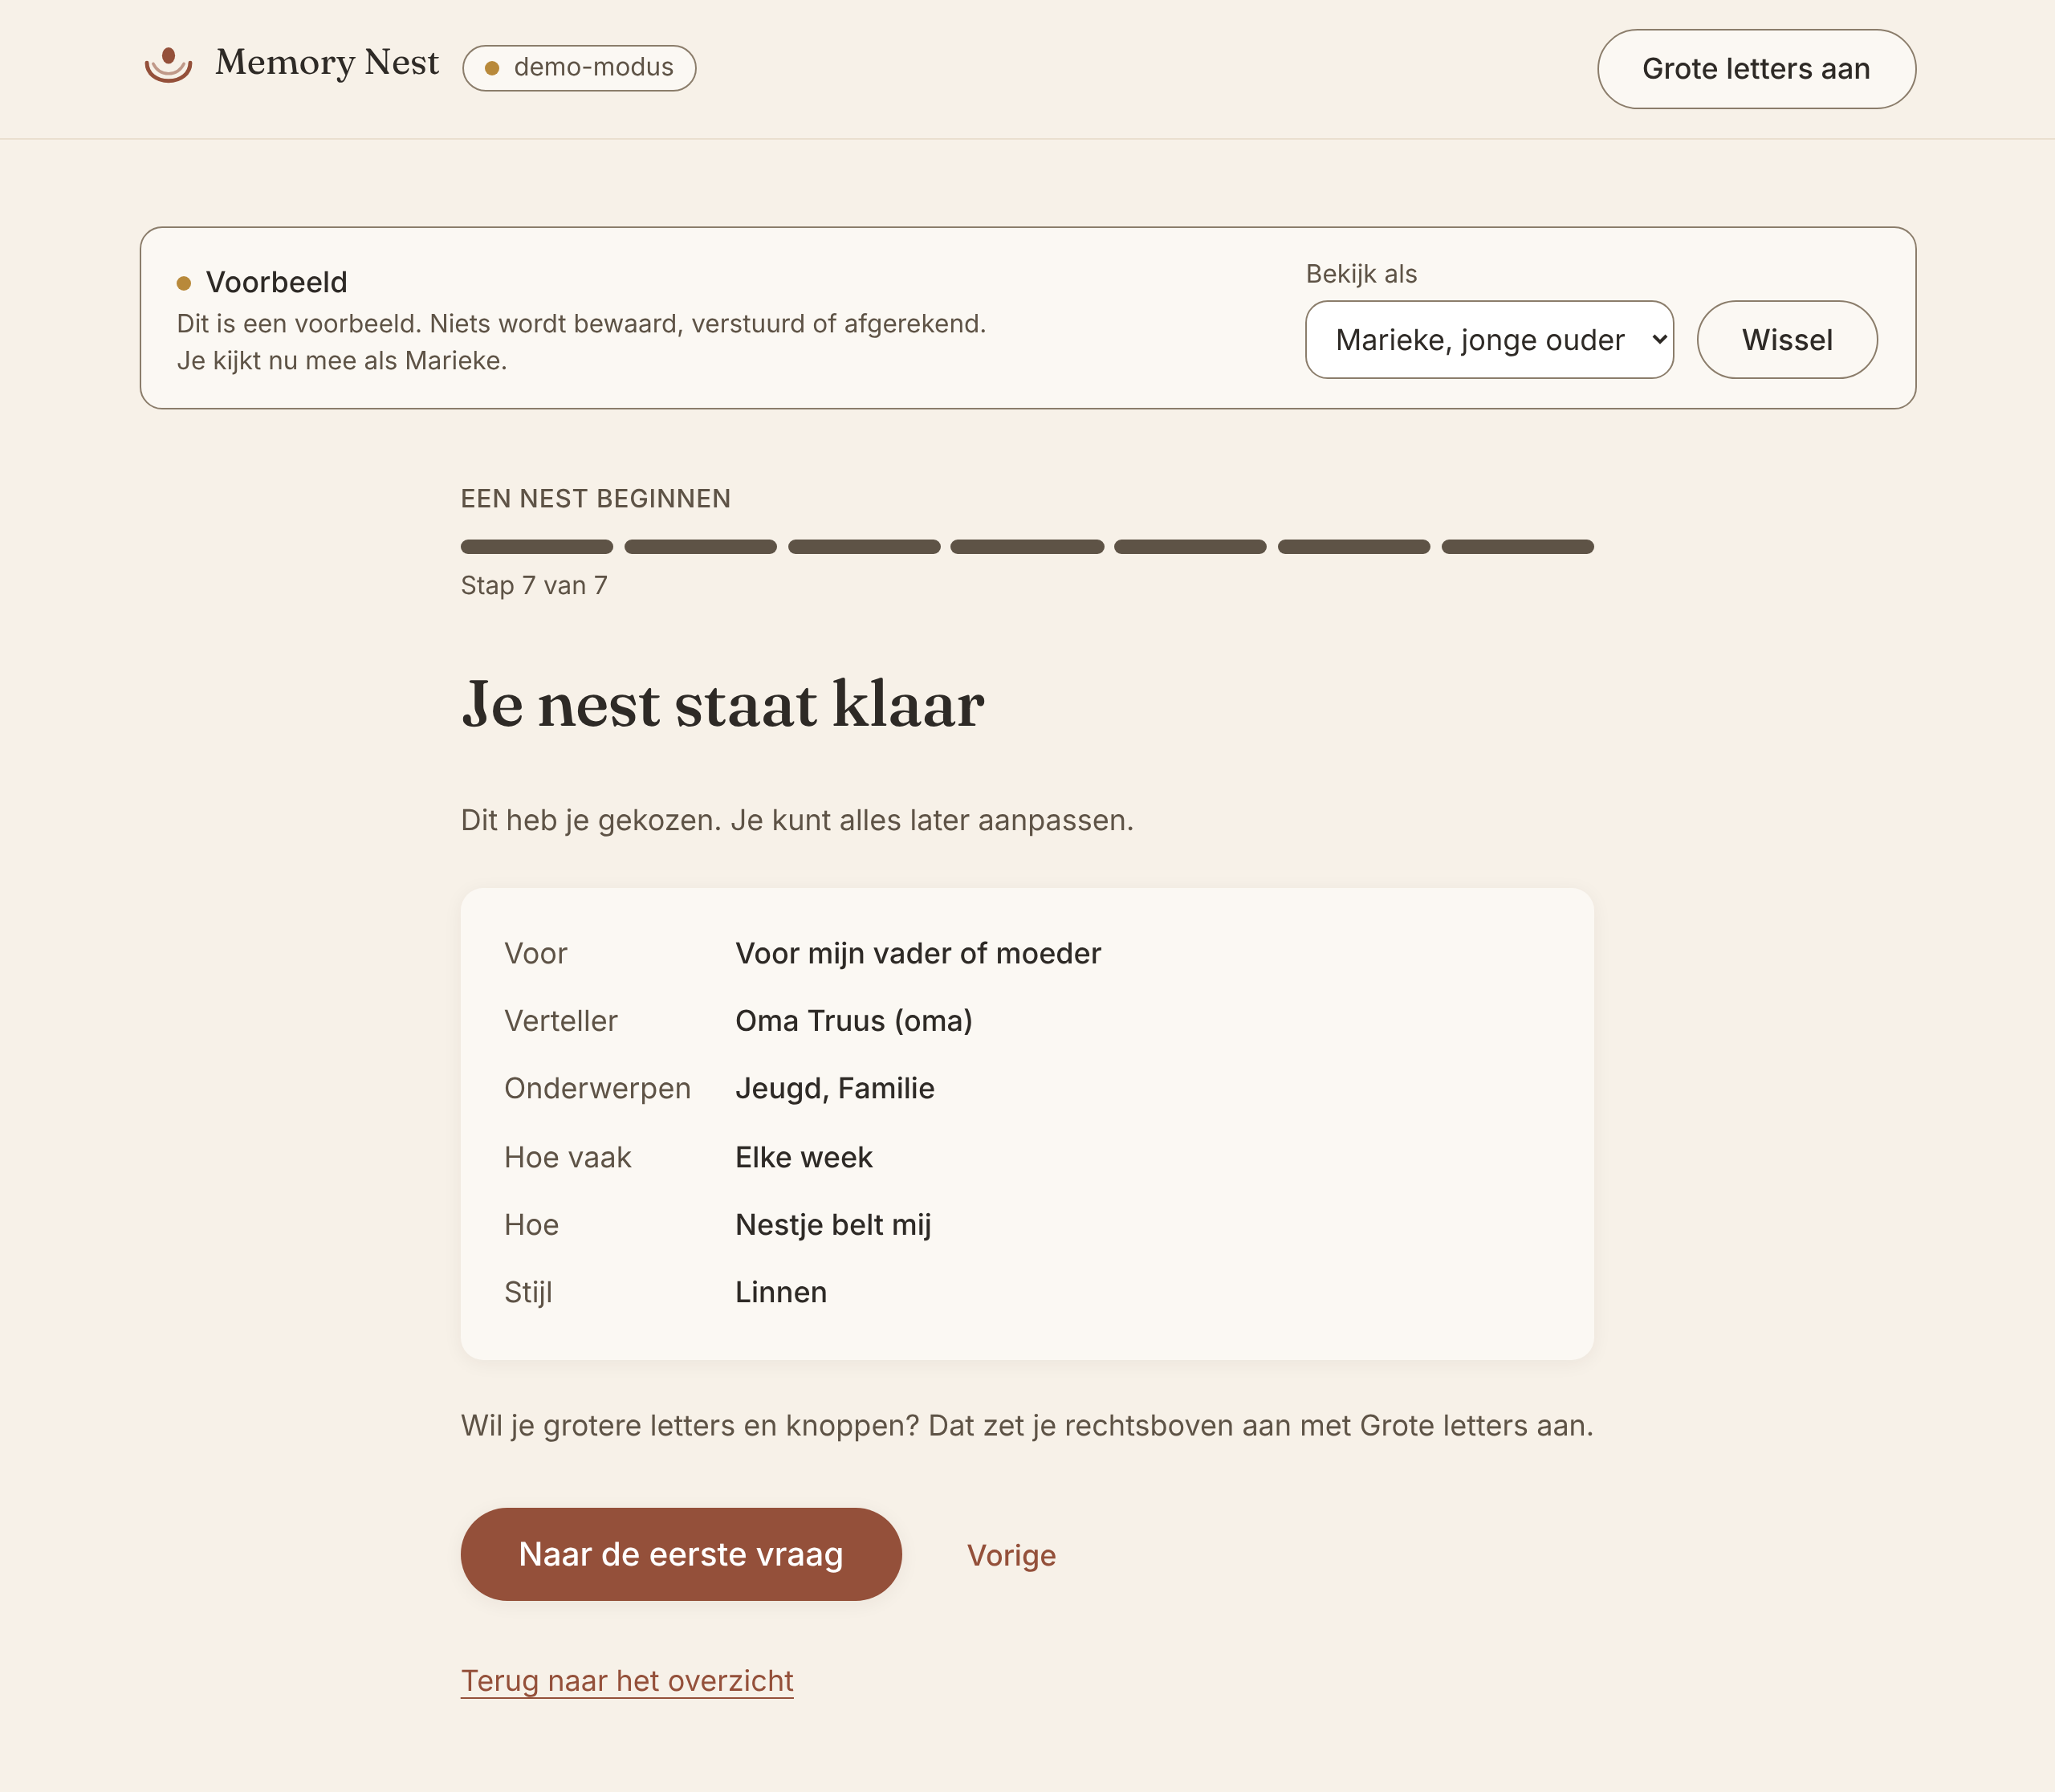 Memory Nest
demo-modus
Grote letters aan
Voorbeeld
Dit is een voorbeeld. Niets wordt bewaard, verstuurd of afgerekend.
Je kijkt nu mee als Marieke.
Bekijk als
Marieke, jonge ouder
Wissel
EEN NEST BEGINNEN
Stap 7 van 7
Je nest staat klaar
Dit heb je gekozen. Je kunt alles later aanpassen.
Voor Voor mijn vader of moeder
Verteller Oma Truus (oma)
Onderwerpen Jeugd, Familie
Hoe vaak Elke week
Hoe Nestje belt mij
Stijl Linnen
Wil je grotere letters en knoppen? Dat zet je rechtsboven aan met Grote letters aan.
Naar de eerste vraag
Vorige
Terug naar het overzicht